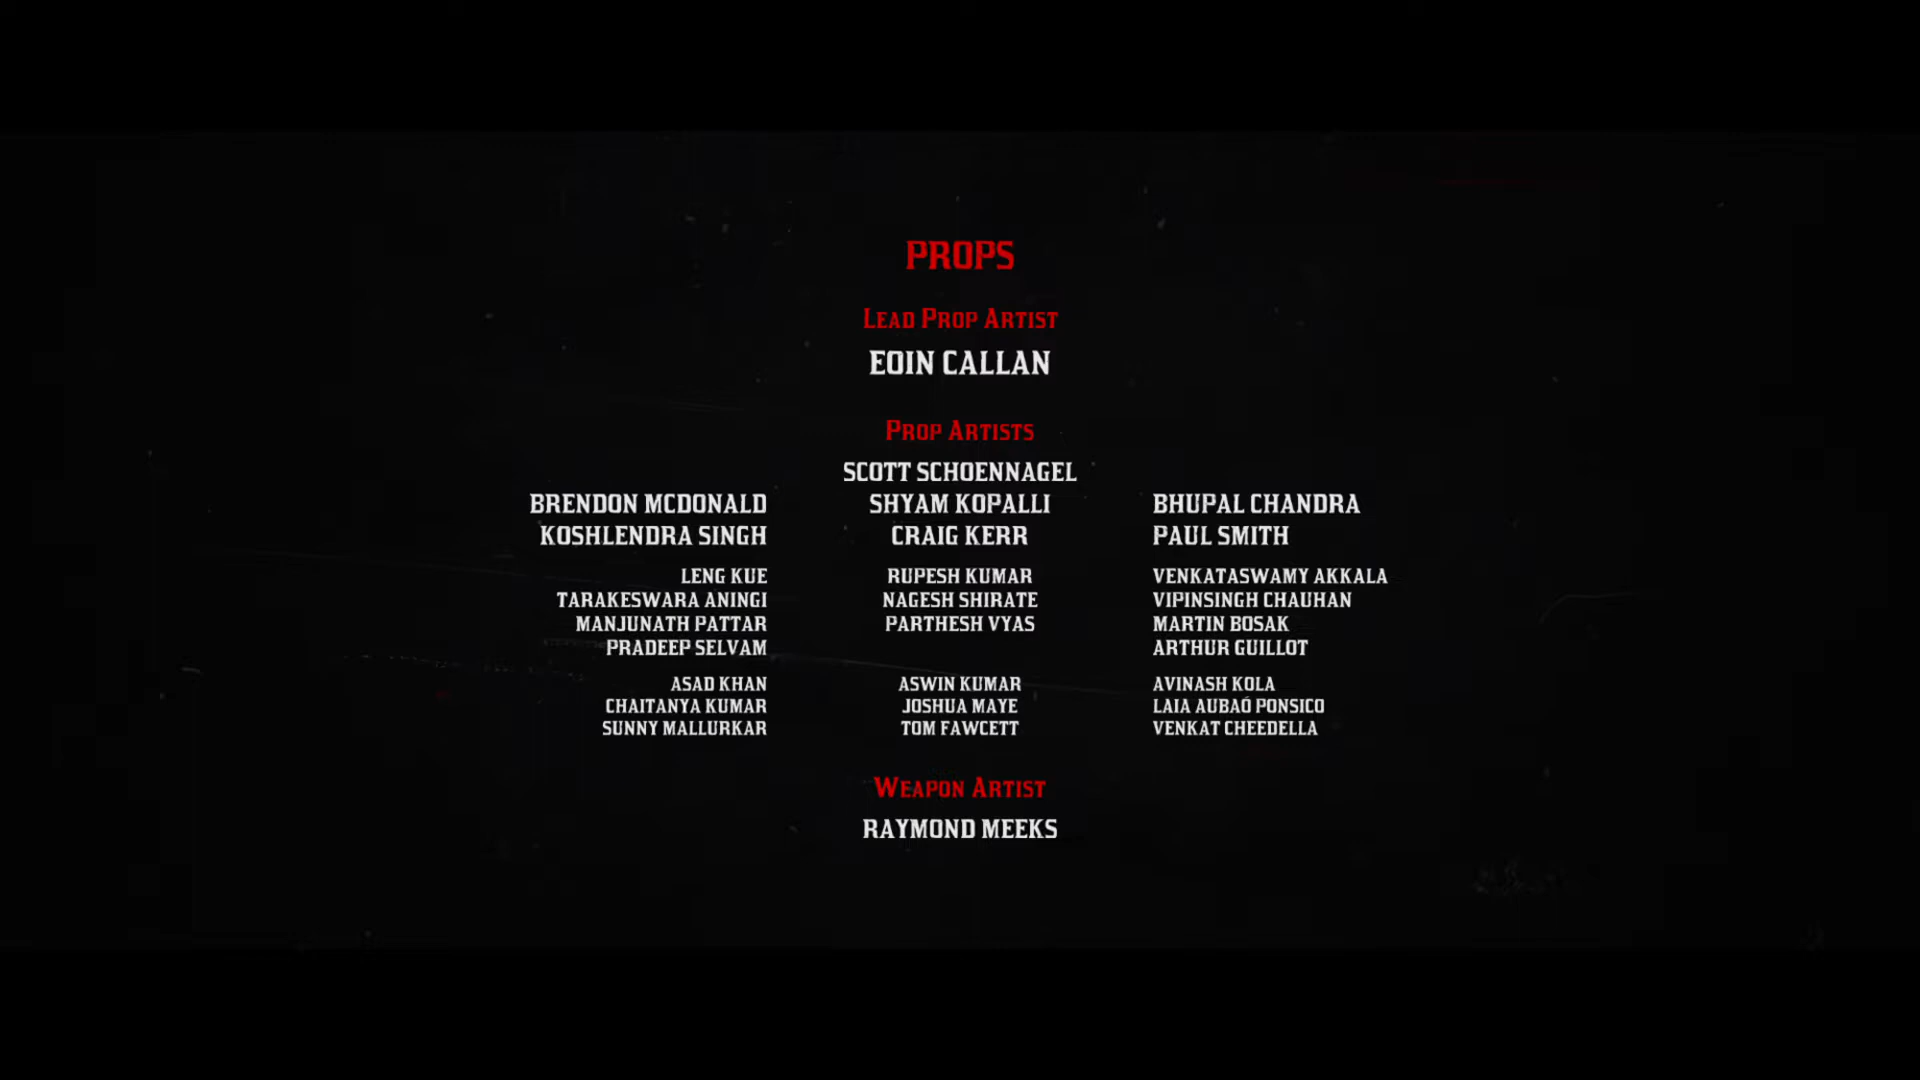 PROPS
LEAD PROP ARTIST
EOIN CALLAN
PROP ARTISTS
SCOTT SCHOENNAGEL
BRENDON MCDONALD SHYAM KOPALLI BHUPAL CHANDRA
KOSHLENDRA SINGH CRAIG KERR PAUL SMITH
LENG KUE RUPESH KUMAR VENKATASWAMY AKKALA
TARAKESWARA ANINGI NAGESH SHIRATE VIPINSINGH CHAUHAN
MANJUNATH PATTAR PARTHESH VYAS MARTIN BOSAK
PRADEEP SELVAM ARTHUR GUILLOT
ASAD KHAN ASWIN KUMAR AVINASH KOLA
CHAITANYA KUMAR JOSHUA MAYE LAIA AUBAÓ PONSICO
SUNNY MALLURKAR TOM FAWCETT VENKAT CHEEDELLA
WEAPON ARTIST
RAYMOND MEEKS